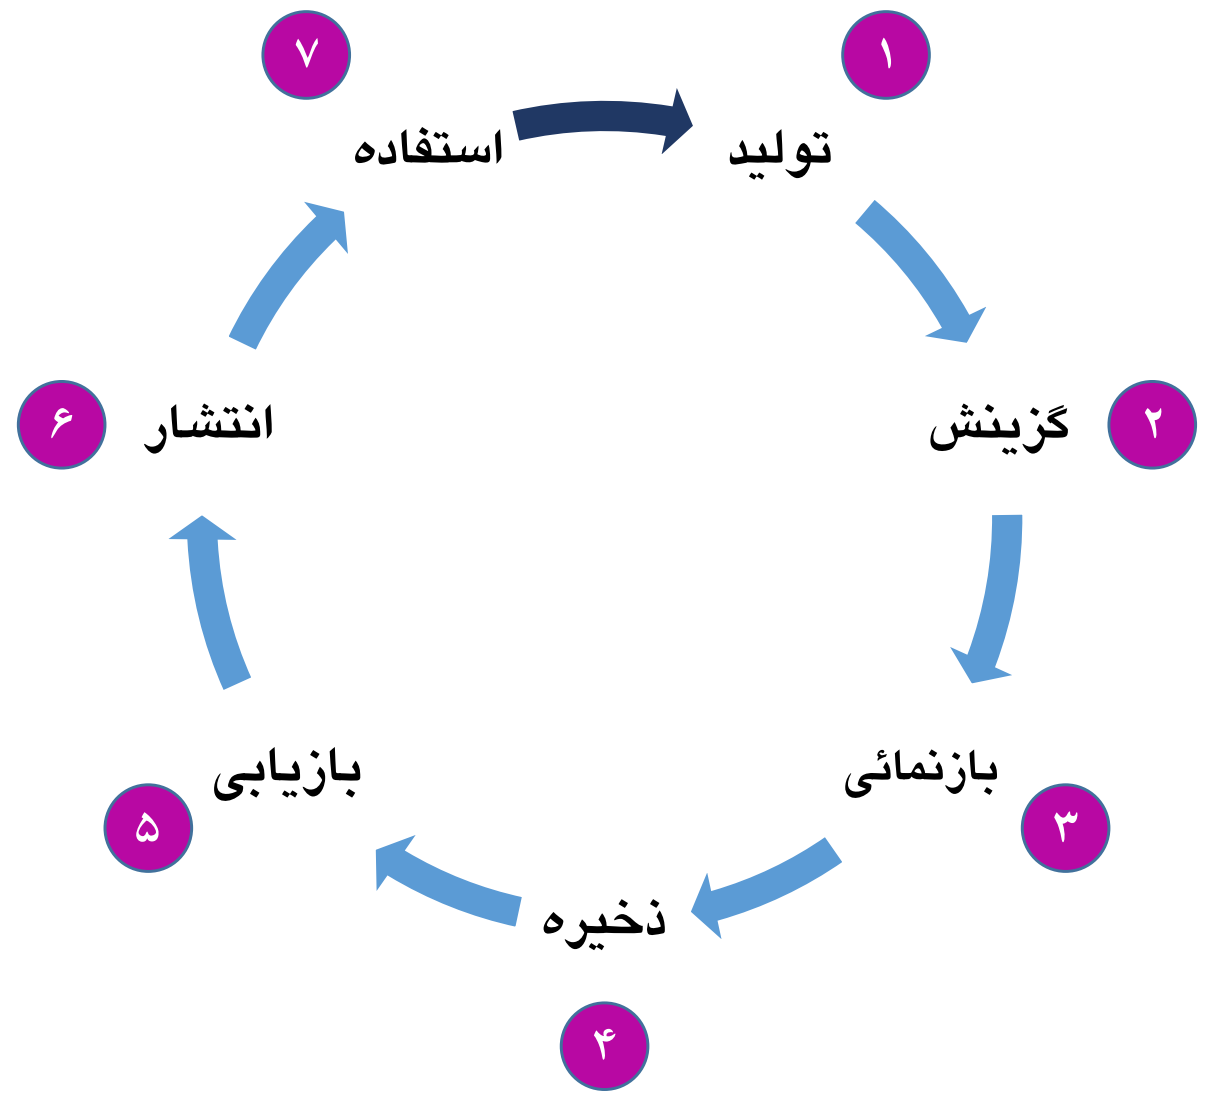 ۱
تولید
۲
گزینش
۳
بازنمائی
۴
ذخیره
۵
بازیابی
۶
انتشار
۷
استفاده